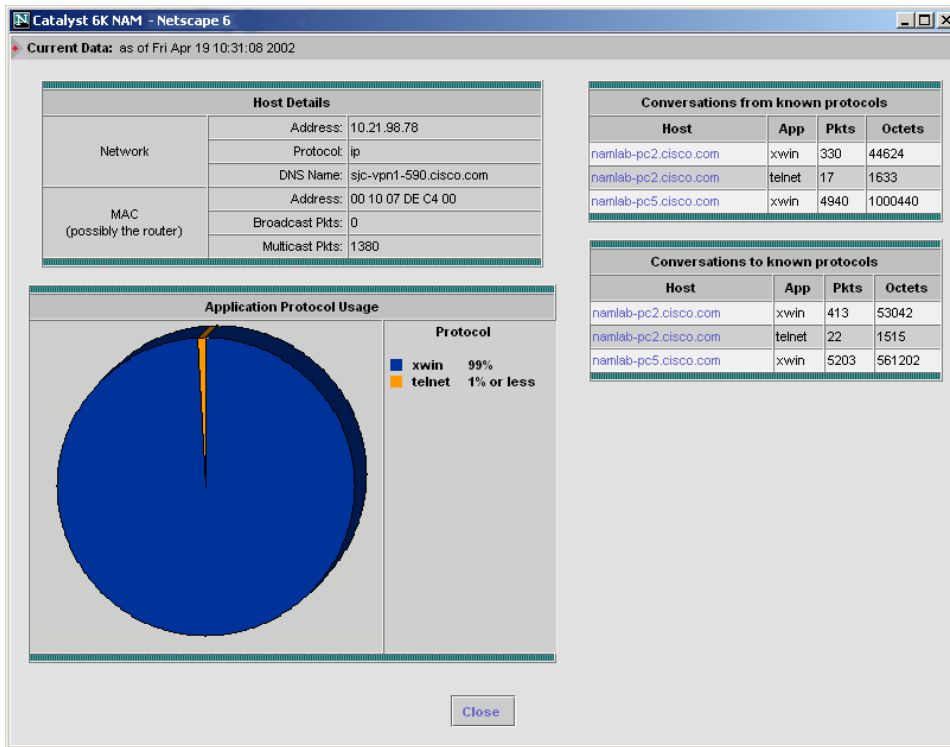 Catalyst 6K NAM - Netscape 6
Current Data: as of Fri Apr 19 10:31:08 2002
Host Details
Network
Address: 10.21.98.78
Protocol: ip
DNS Name: sjc-vpn1-590.cisco.com
MAC
(possibly the router)
Address: 00 10 07 DE C4 00
Broadcast Pkts: 0
Multicast Pkts: 1380
Application Protocol Usage
Protocol
xwin 99%
telnet 1% or less
Conversations from known protocols
Host App Pkts Octets
namlab-pc2.cisco.com xwin 330 44624
namlab-pc2.cisco.com telnet 17 1633
namlab-pc5.cisco.com xwin 4940 1000440
Conversations to known protocols
Host App Pkts Octets
namlab-pc2.cisco.com xwin 413 53042
namlab-pc2.cisco.com telnet 22 1515
namlab-pc5.cisco.com xwin 5203 561202
Close